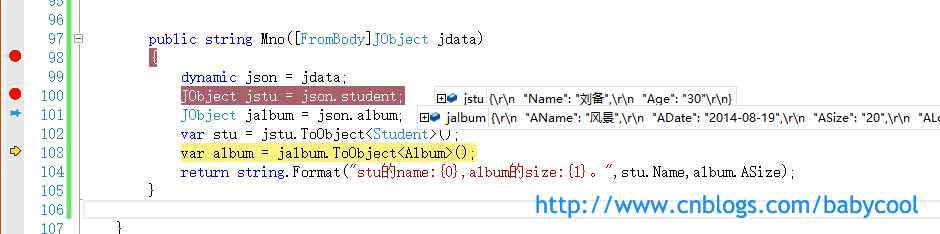 95
96
97 public string Mno([FromBody]JObject jdata)
98 {
99 dynamic json = jdata;
100 JObject jstu = json.student; jstu {\r\n "Name": "刘备",\r\n "Age": "30"\r\n}
101 JObject jalbum = json.album; jalbum {\r\n "AName": "风景",\r\n "ADate": "2014-08-19",\r\n "ASize": "20",\r\n "ALo
102 var stu = jstu.ToObject<Student>();
103 var album = jalbum.ToObject<Album>();
104 return string.Format("stu的name:{0},album的size:{1}。",stu.Name,album.ASize);
105 }
106
http://www.cnblogs.com/babycool
107 }